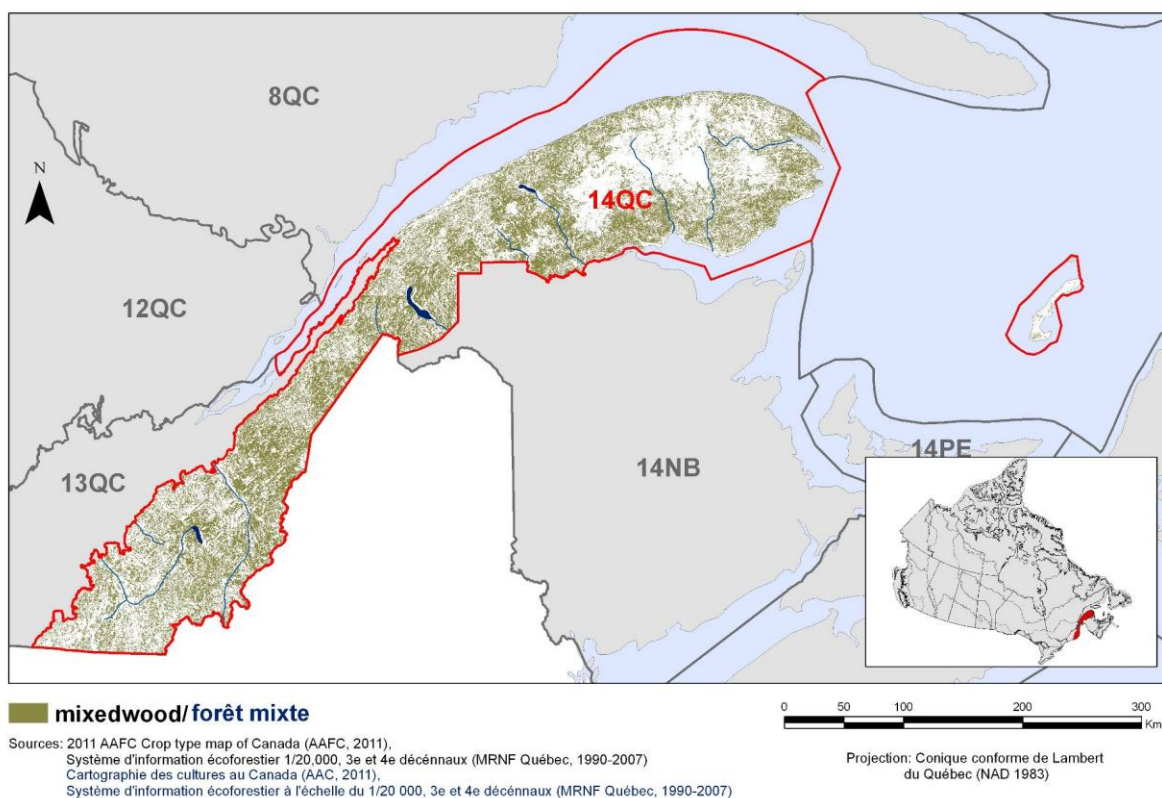 8QC
N
14QC
12QC
13QC
14NB
14PE
mixedwood/ forêt mixte
0 50 100 200 300
Km
Sources: 2011 AAFC Crop type map of Canada (AAFC, 2011),
Système d'information écoforestier 1/20,000, 3e et 4e décénnaux (MRNF Québec, 1990-2007)
Cartographie des cultures au Canada (AAC, 2011),
Système d'information écoforestier à l'échelle du 1/20 000, 3e et 4e décénnaux (MRNF Québec, 1990-2007)
Projection: Conique conforme de Lambert
du Québec (NAD 1983)